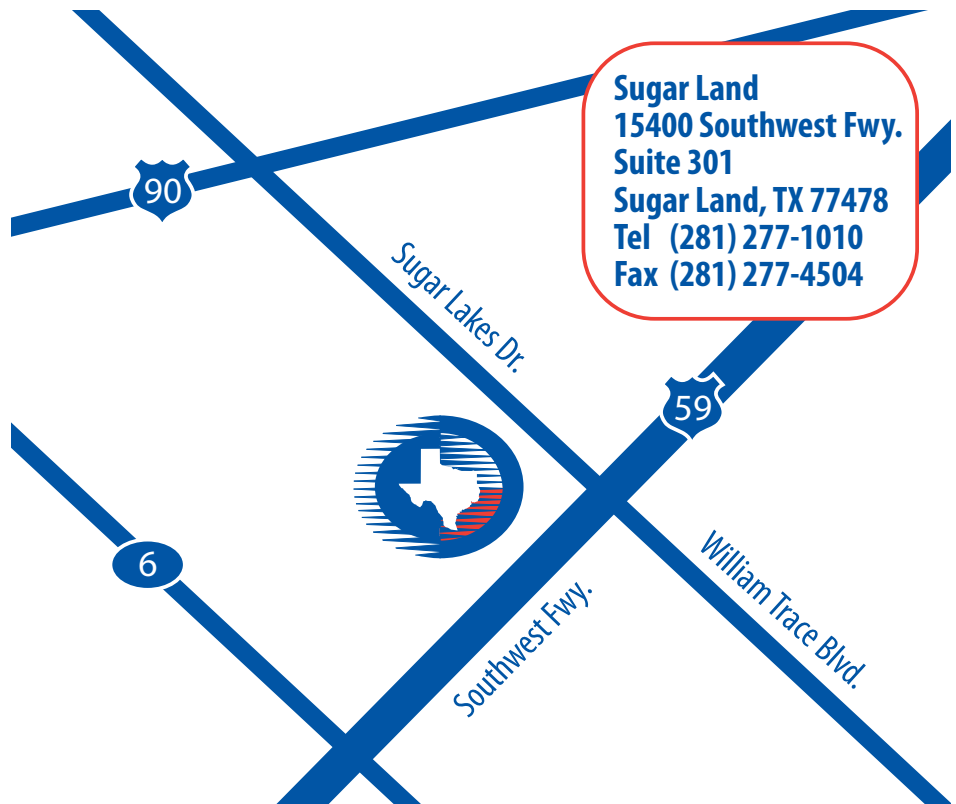 Sugar Land
15400 Southwest Fwy.
Suite 301
Sugar Land, TX 77478
Tel (281) 277-1010
Fax (281) 277-4504
90
Sugar Lakes Dr.
59
6
William Trace Blvd.
Southwest Fwy.